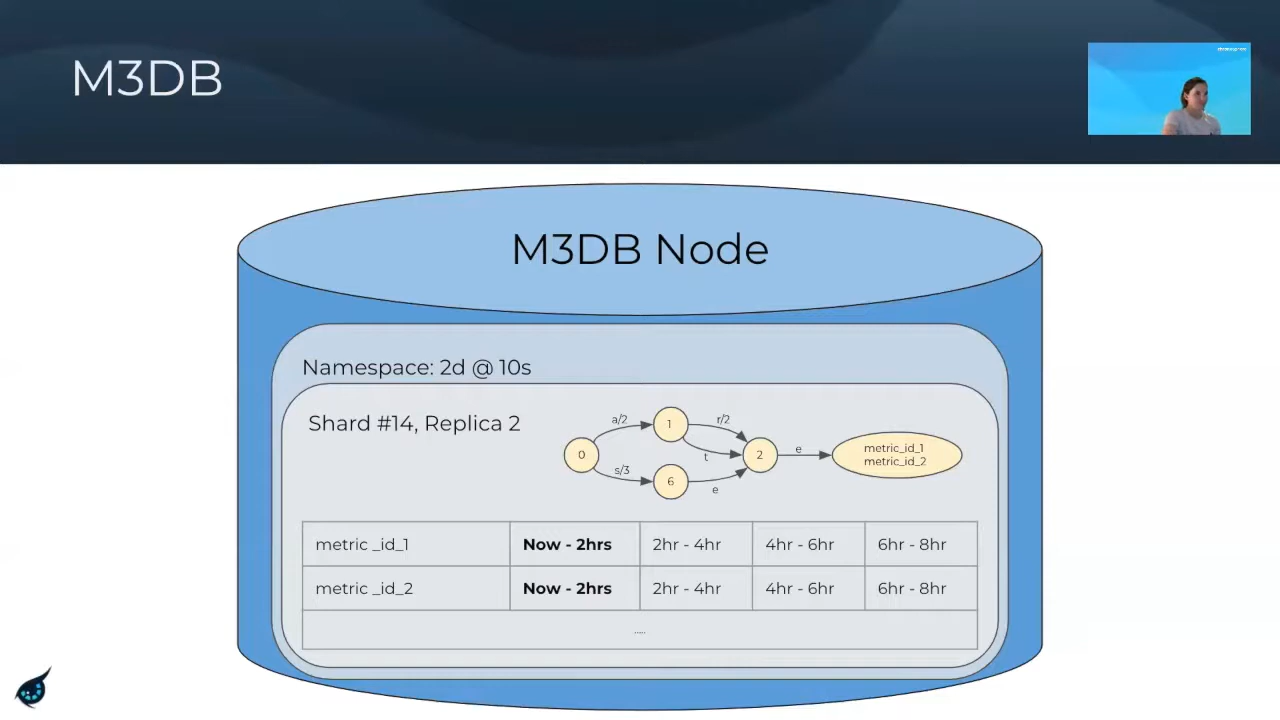 M3DB
M3DB Node
Namespace: 2d @ 10s
Shard #14, Replica 2
a/2
1
r/2
0
t
2
e
metric_id_1
metric_id_2
s/3
6
e
metric _id_1 Now - 2hrs 2hr - 4hr 4hr - 6hr 6hr - 8hr
metric _id_2 Now - 2hrs 2hr - 4hr 4hr - 6hr 6hr - 8hr
.....